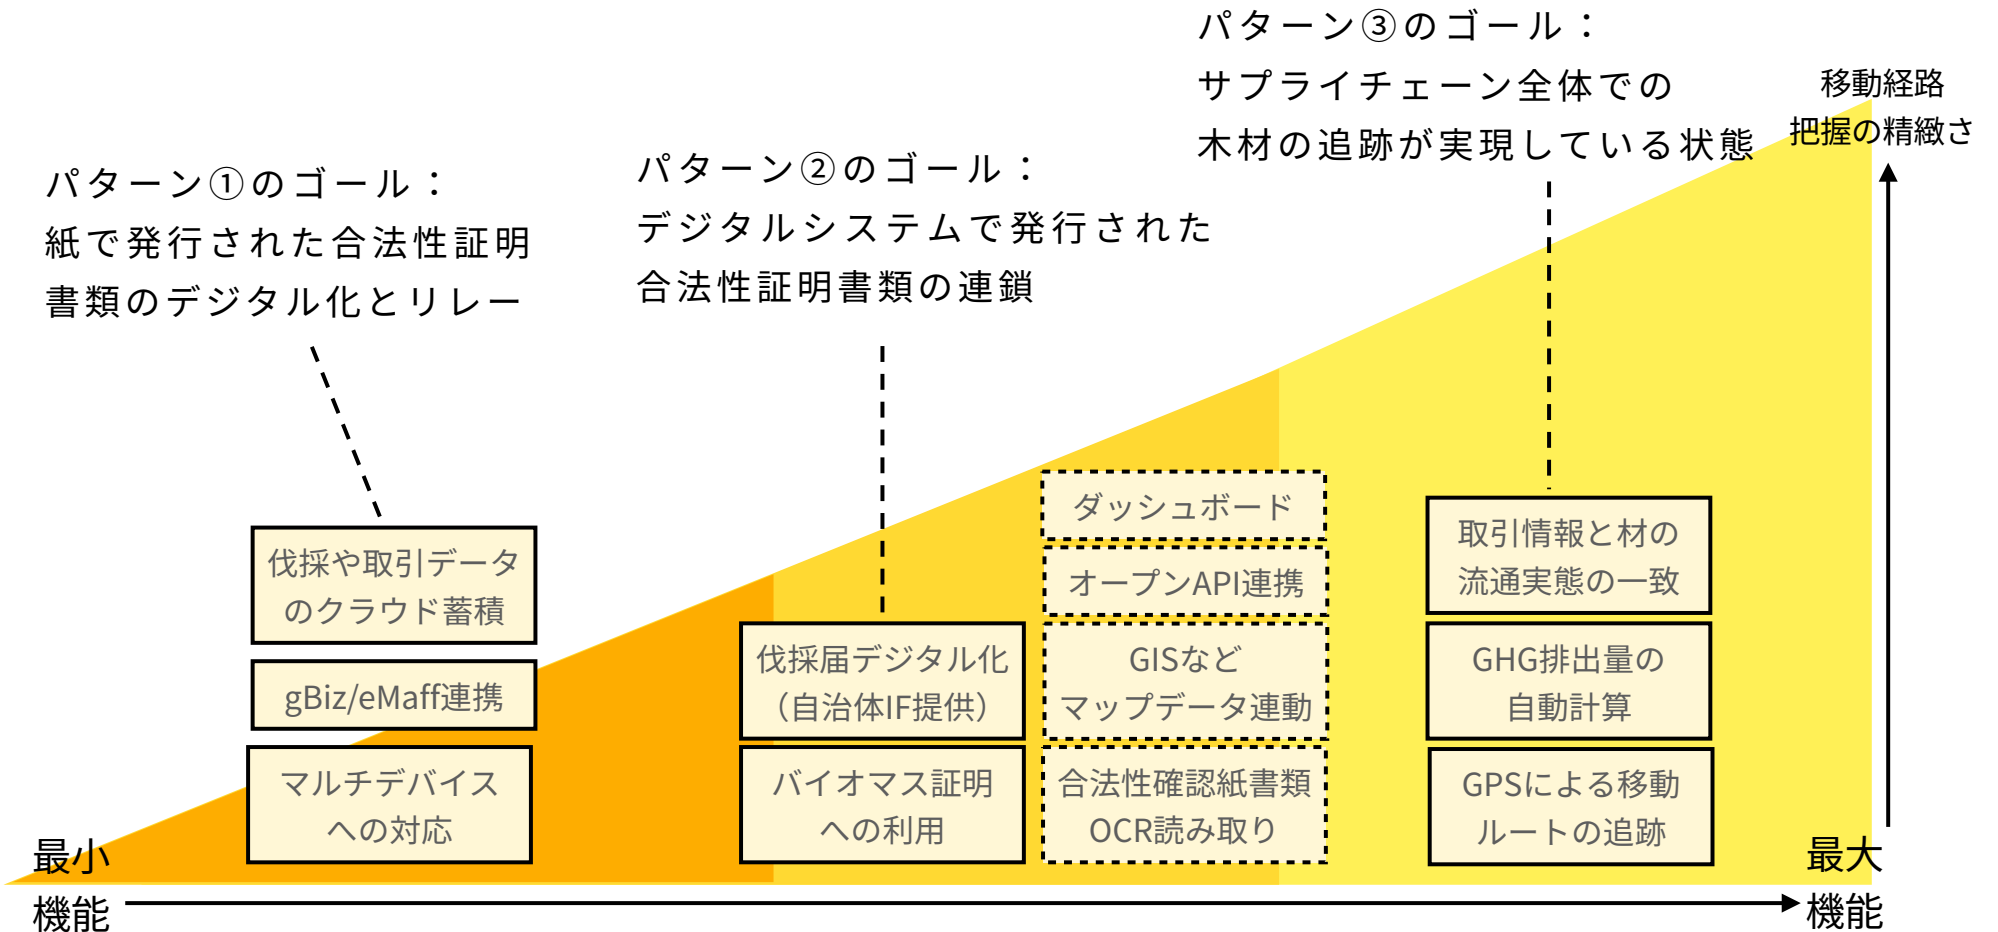 パターン①のゴール：
紙で発行された合法性証明
書類のデジタル化とリレー
パターン②のゴール：
デジタルシステムで発行された
合法性証明書類の連鎖
パターン③のゴール：
サプライチェーン全体での
木材の追跡が実現している状態
移動経路
把握の精緻さ
伐採や取引データ
のクラウド蓄積
gBiz/eMaff連携
マルチデバイス
への対応
伐採届デジタル化
（自治体IF提供）
バイオマス証明
への利用
ダッシュボード
オープンAPI連携
GISなど
マップデータ連動
合法性確認紙書類
OCR読み取り
取引情報と材の
流通実態の一致
GHG排出量の
自動計算
GPSによる移動
ルートの追跡
最小
機能
最大
機能